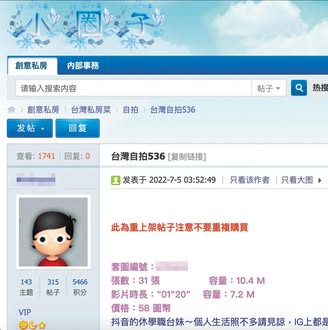 小圈子
創意私房 內部事務
请输入搜索内容 帖子 热搜
創意私房 › 台灣私房菜 › 自拍 › 台灣自拍536
发帖 回复
查看: 1741 | 回复: 0
台灣自拍536 [复制链接]
发表于 2022-7-5 03:52:49 | 只看该作者 | 只看大图
此為重上架帖子注意不要重複購買
143 315 5466
主题 帖子 积分
VIP
套圖編號:
張數：31 張 容量：10.4 M
影片時長："01"20" 容量：7.2 M
價格：58 圖幣
抖音的休學職台妹～個人生活照不多請見諒，IG上都是